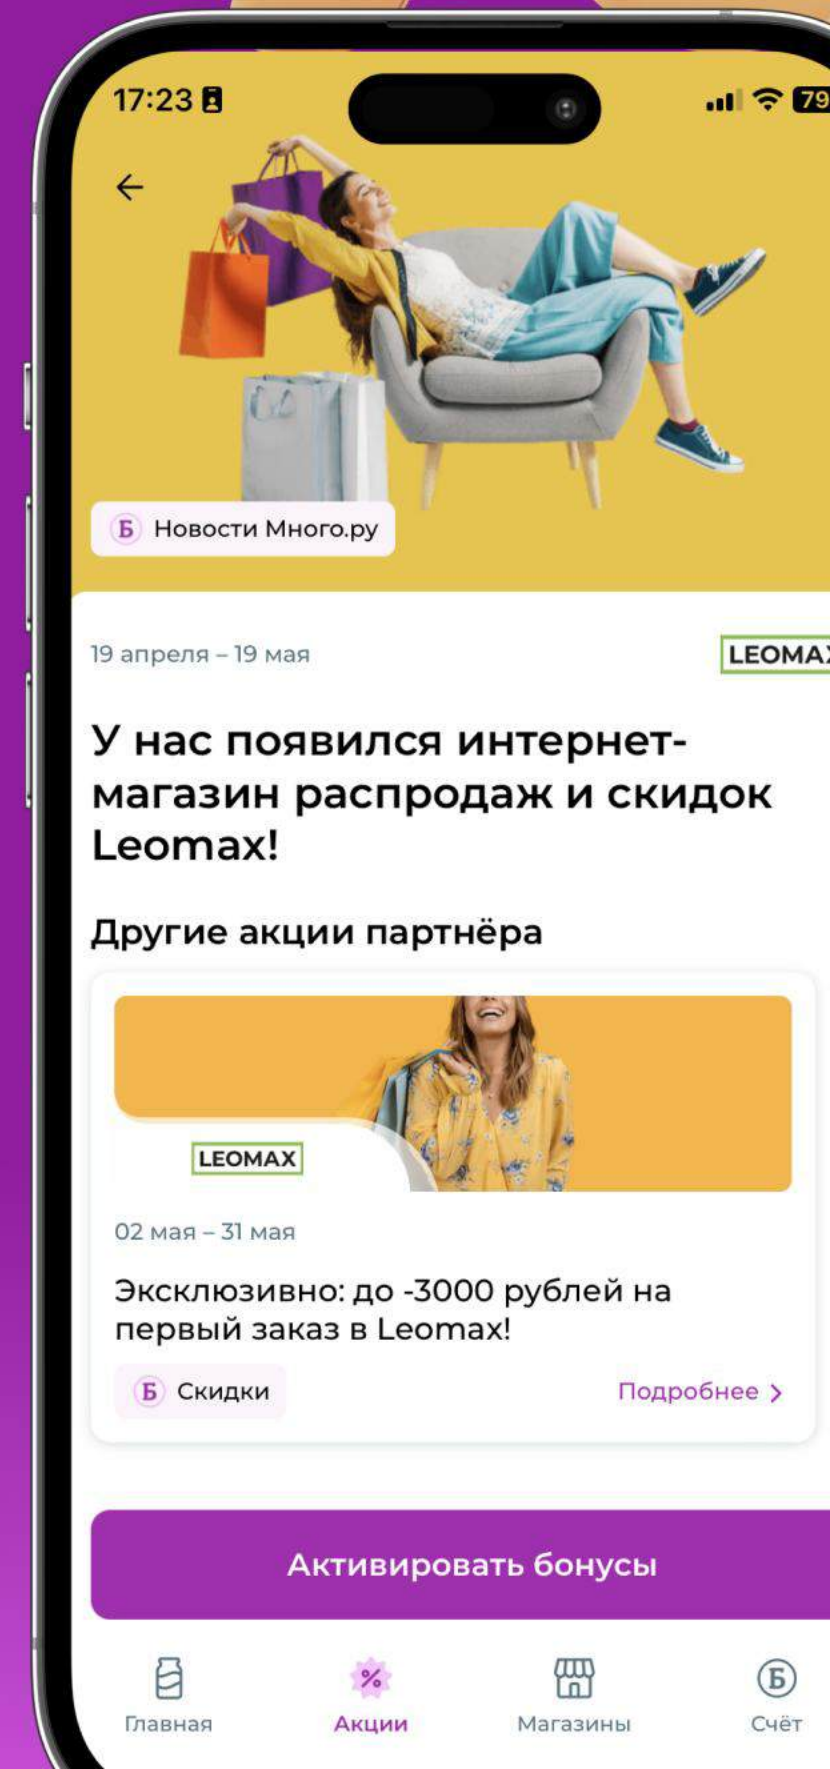 17:23
79
Б Новости Много.ру
19 апреля – 19 мая
LEOMAX
У нас появился интернет-
магазин распродаж и скидок
Leomax!
Другие акции партнёра
LEOMAX
02 мая – 31 мая
Эксклюзивно: до -3000 рублей на
первый заказ в Leomax!
Б Скидки
Подробнее >
Активировать бонусы
%
Б
Главная
Акции
Магазины
Счёт